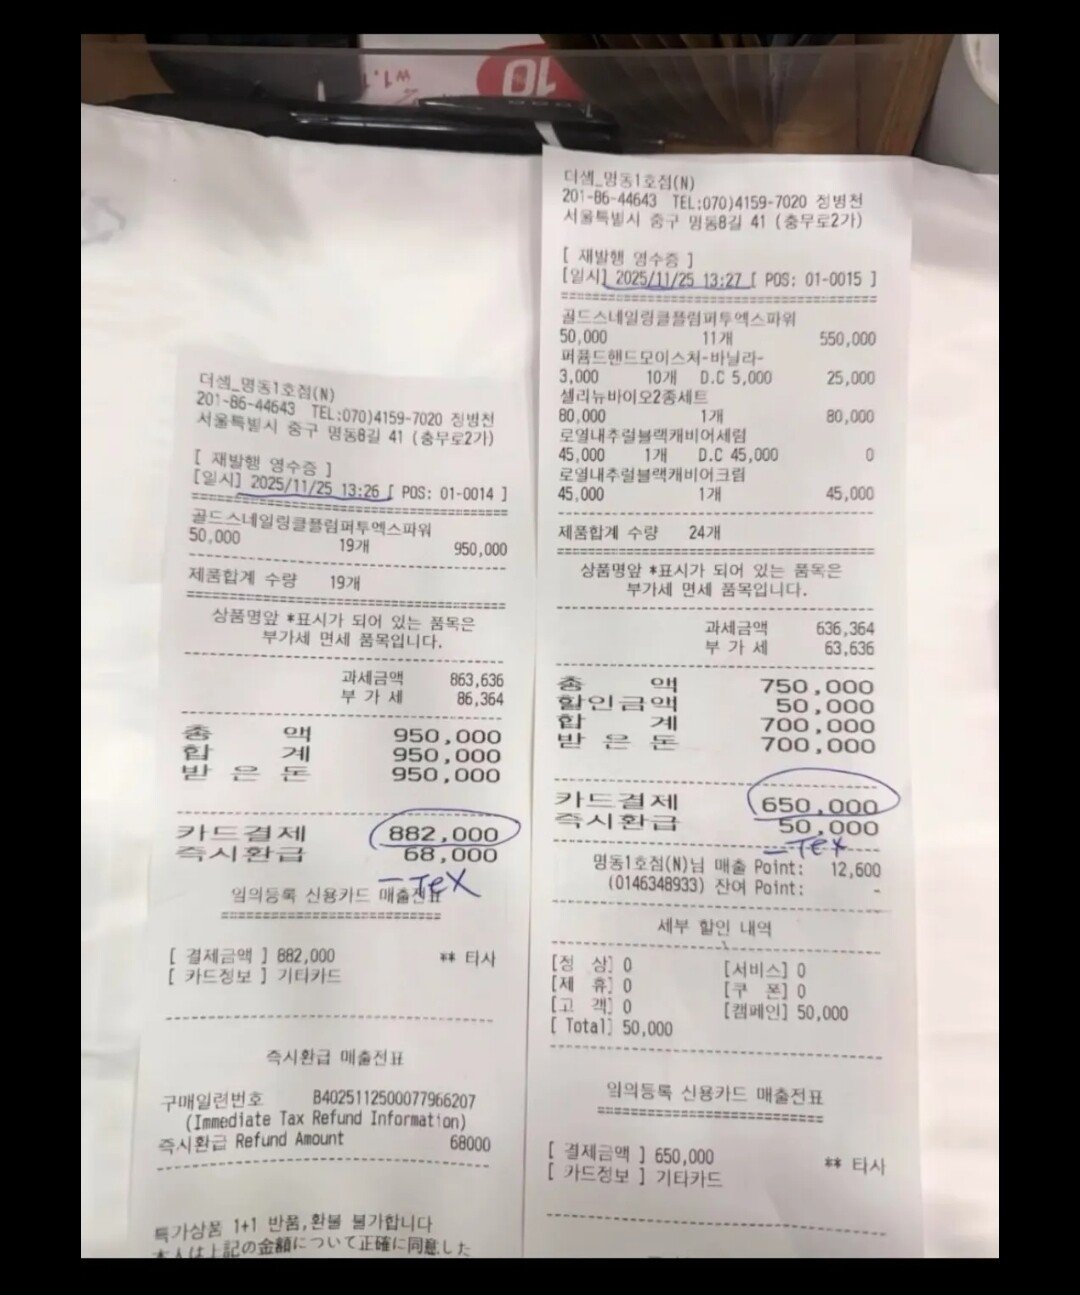 10
₩1.1
더샘_명동1호점(N)
201-86-44643 TEL:070)4159-7020 정병천
서울특별시 중구 명동8길 41 (충무로2가)
[ 재발행 영수증 ]
[일시] 2025/11/25 13:26 [ POS: 01-0014 ]
골드스네일링클플럼퍼투엑스파워
50,000 19개 950,000
제품합계 수량 19개
상품명앞 *표시가 되어 있는 품목은
부가세 면세 품목입니다.
과세금액 863,636
부 가 세 86,364
총 액 950,000
합 계 950,000
받 은 돈 950,000
카드결제 882,000
즉시환급 68,000
-Tex
임의등록 신용카드 매출전표
[ 결제금액 ] 882,000 ** 타사
[ 카드정보 ] 기타카드
즉시환급 매출전표
구매일련번호 B4025112500077966207
(Immediate Tax Refund Information)
즉시환급 Refund Amount 68000
특가상품 1+1 반품,환불 불가합니다
本人は上記の金額について正確に同意した
더샘_명동1호점(N)
201-86-44643 TEL:070)4159-7020 정병천
서울특별시 중구 명동8길 41 (충무로2가)
[ 재발행 영수증 ]
[일시] 2025/11/25 13:27 [ POS: 01-0015 ]
골드스네일링클플럼퍼투엑스파워
50,000 11개 550,000
퍼퓸드핸드모이스처-바닐라-
3,000 10개 D.C 5,000 25,000
셀리뉴바이오2종세트
80,000 1개 80,000
로열내추럴블랙캐비어세럼
45,000 1개 D.C 45,000 0
로열내추럴블랙캐비어크림
45,000 1개 45,000
제품합계 수량 24개
상품명앞 *표시가 되어 있는 품목은
부가세 면세 품목입니다.
과세금액 636,364
부 가 세 63,636
총 액 750,000
할인금액 50,000
합 계 700,000
받 은 돈 700,000
카드결제 650,000
즉시환급 50,000
-Tex
명동1호점(N)님 매출 Point: 12,600
(0146348933) 잔여 Point: -
세부 할인 내역
[정 상] 0 [서비스] 0
[제 휴] 0 [쿠 폰] 0
[고 객] 0 [캠페인] 50,000
[ Total] 50,000
임의등록 신용카드 매출전표
[ 결제금액 ] 650,000 ** 타사
[ 카드정보 ] 기타카드